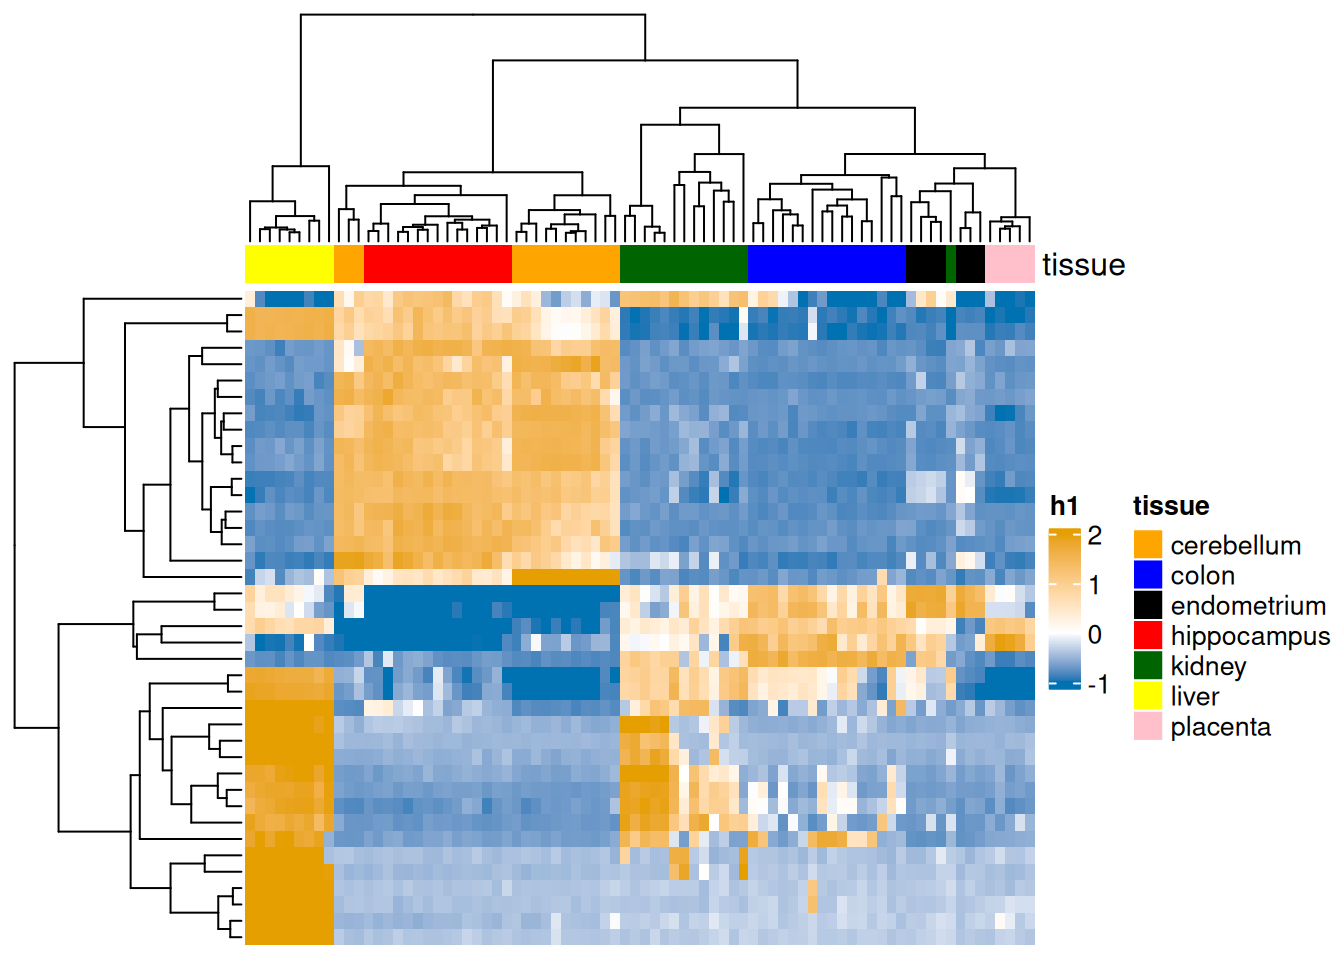 tissue
h1
2
1
0
-1
tissue
cerebellum
colon
endometrium
hippocampus
kidney
liver
placenta